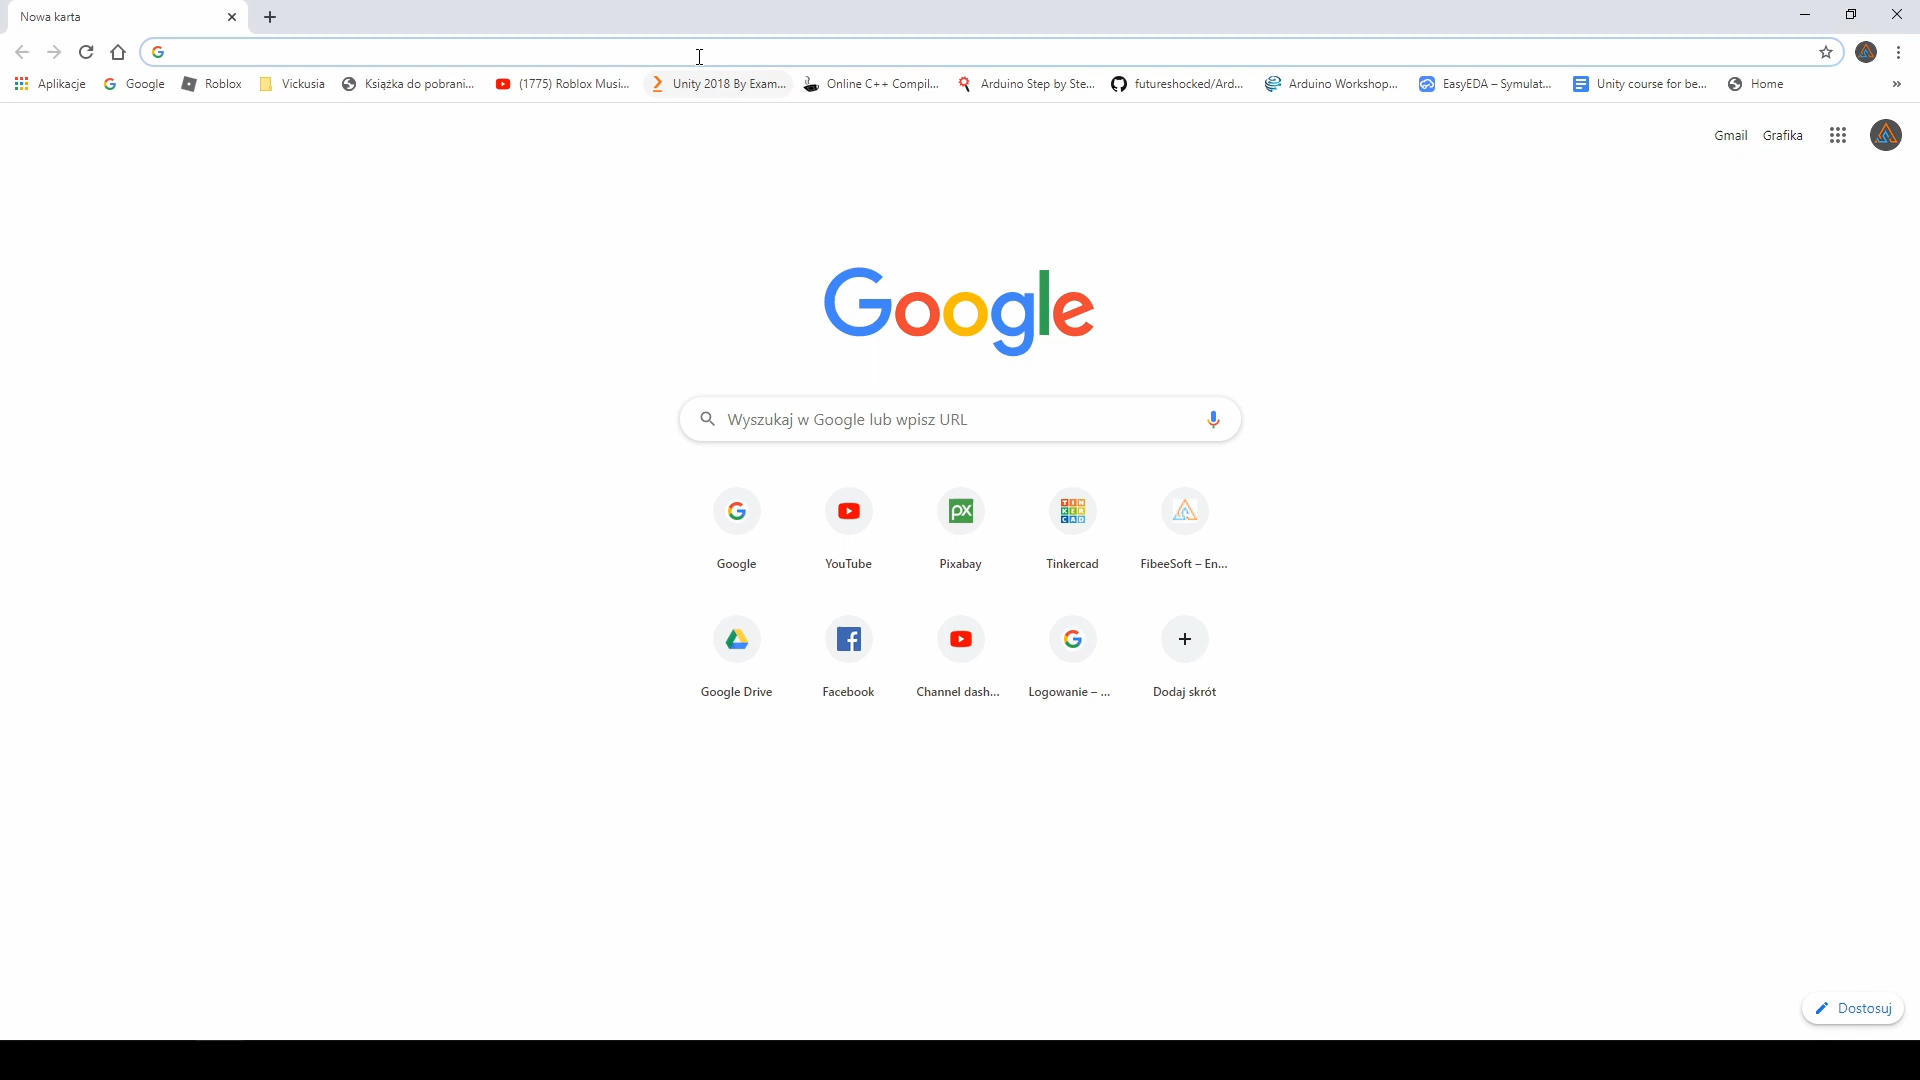 Nowa karta
Aplikacje Google Roblox Vickusia Książka do pobrani... (1775) Roblox Musi... Unity 2018 By Exam... Online C++ Compil... Arduino Step by Ste... futureshocked/Ard... Arduino Workshop... EasyEDA – Symulat... Unity course for be... Home »
Gmail Grafika
Google
Wyszukaj w Google lub wpisz URL
px TINKERCAD
Google YouTube Pixabay Tinkercad FibeeSoft – En...
Google Drive Facebook Channel dash... Logowanie – ... Dodaj skrót
Dostosuj